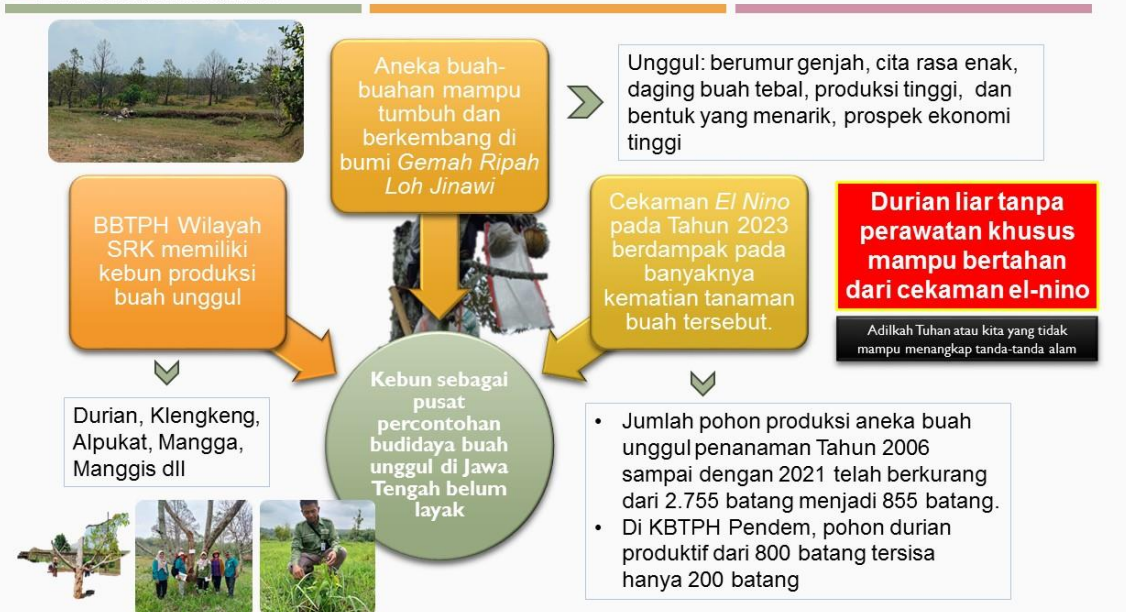 Aneka buah-
buahan mampu
tumbuh dan
berkembang di
bumi Gemah Ripah
Loh Jinawi
Unggul: berumur genjah, cita rasa enak,
daging buah tebal, produksi tinggi, dan
bentuk yang menarik, prospek ekonomi
tinggi
BBTPH Wilayah
SRK memiliki
kebun produksi
buah unggul
Cekaman El Nino
pada Tahun 2023
berdampak pada
banyaknya
kematian tanaman
buah tersebut.
Durian liar tanpa
perawatan khusus
mampu bertahan
dari cekaman el-nino
Adilkah Tuhan atau kita yang tidak
mampu menangkap tanda-tanda alam
Durian, Klengkeng,
Alpukat, Mangga,
Manggis dll
Kebun sebagai
pusat
percontohan
budidaya buah
unggul di Jawa
Tengah belum
layak
• Jumlah pohon produksi aneka buah
unggul penanaman Tahun 2006
sampai dengan 2021 telah berkurang
dari 2.755 batang menjadi 855 batang.
• Di KBTPH Pendem, pohon durian
produktif dari 800 batang tersisa
hanya 200 batang